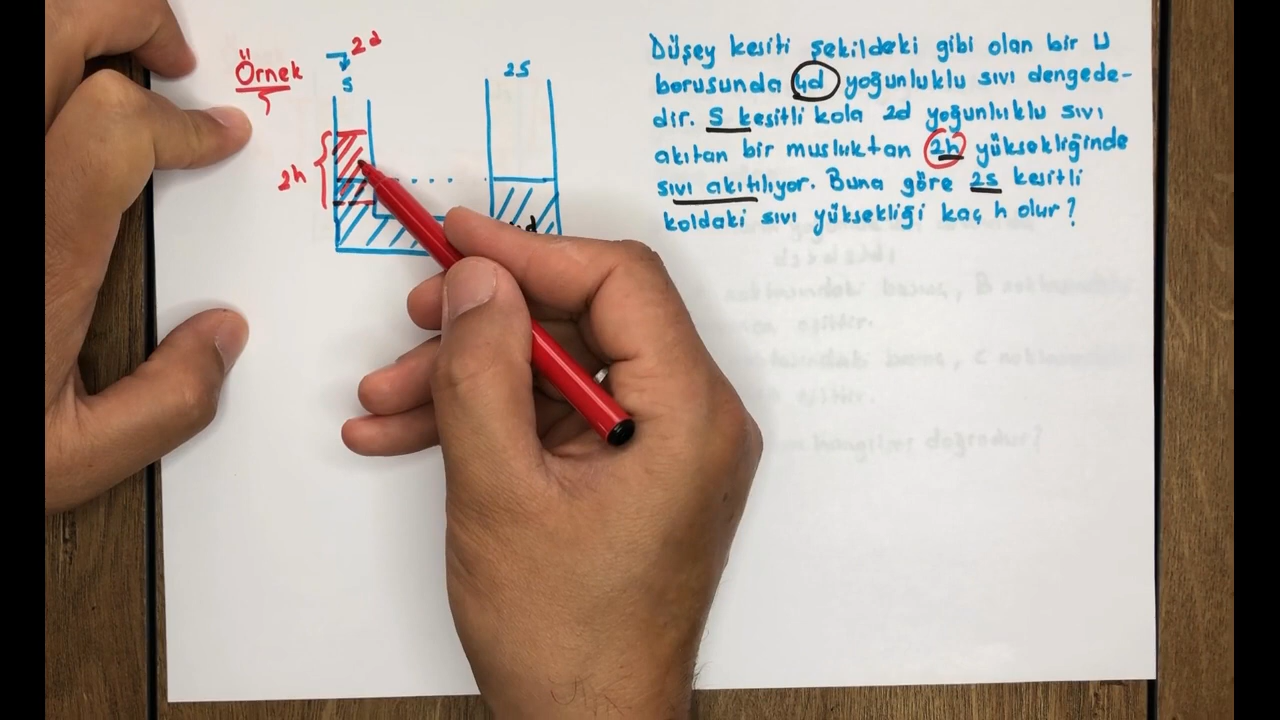 Örnek
2d
S
2S
2h
Düşey kesiti şekildeki gibi olan bir U
borusunda 4d yoğunluklu sıvı dengede-
dir. S kesitli kola 2d yoğunluklu sıvı
akıtan bir musluktan 2h yüksekliğinde
sıvı akıtılıyor. Buna göre 2s kesitli
koldaki sıvı yüksekliği kaç h olur?